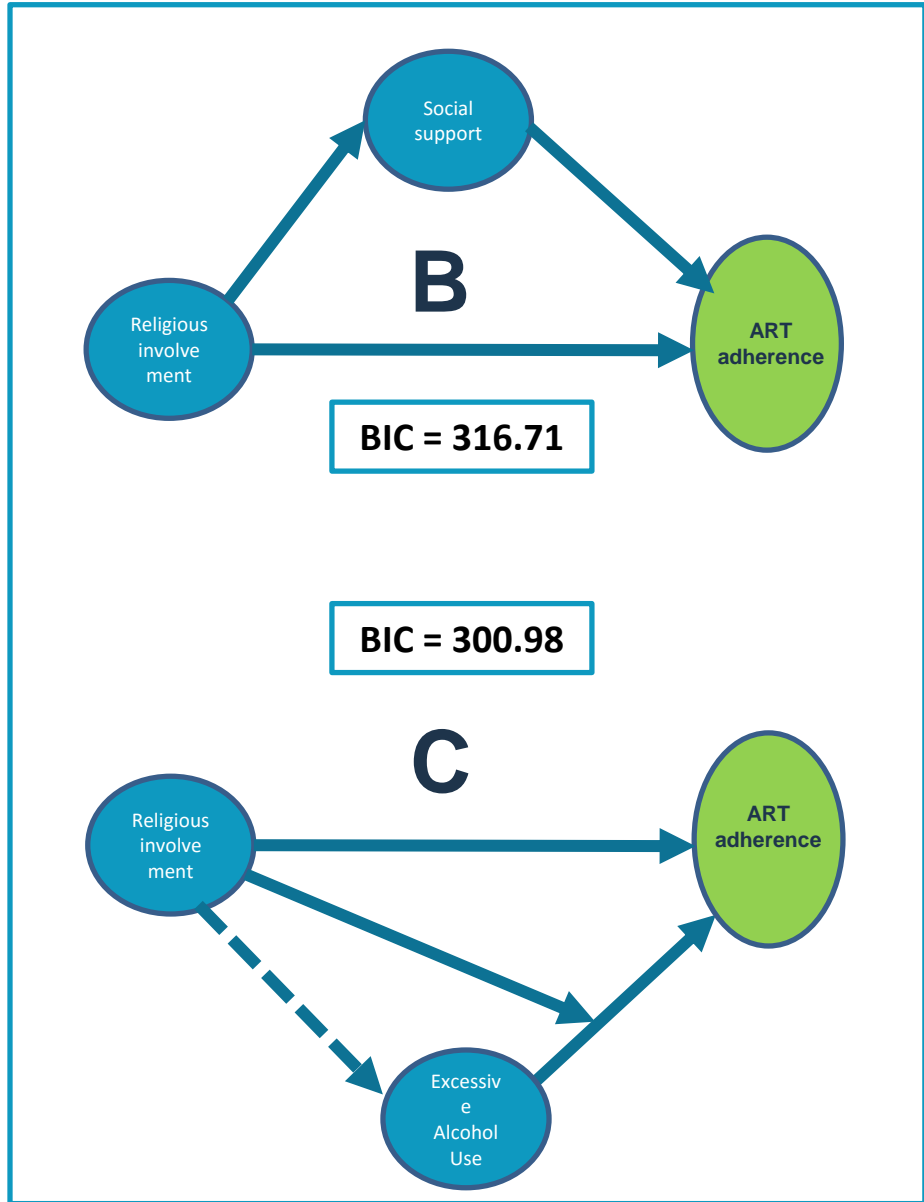 Social
support
B
Religious
involve
ment
ART
adherence
BIC = 316.71
BIC = 300.98
C
Religious
involve
ment
ART
adherence
Excessiv
e
Alcohol
Use